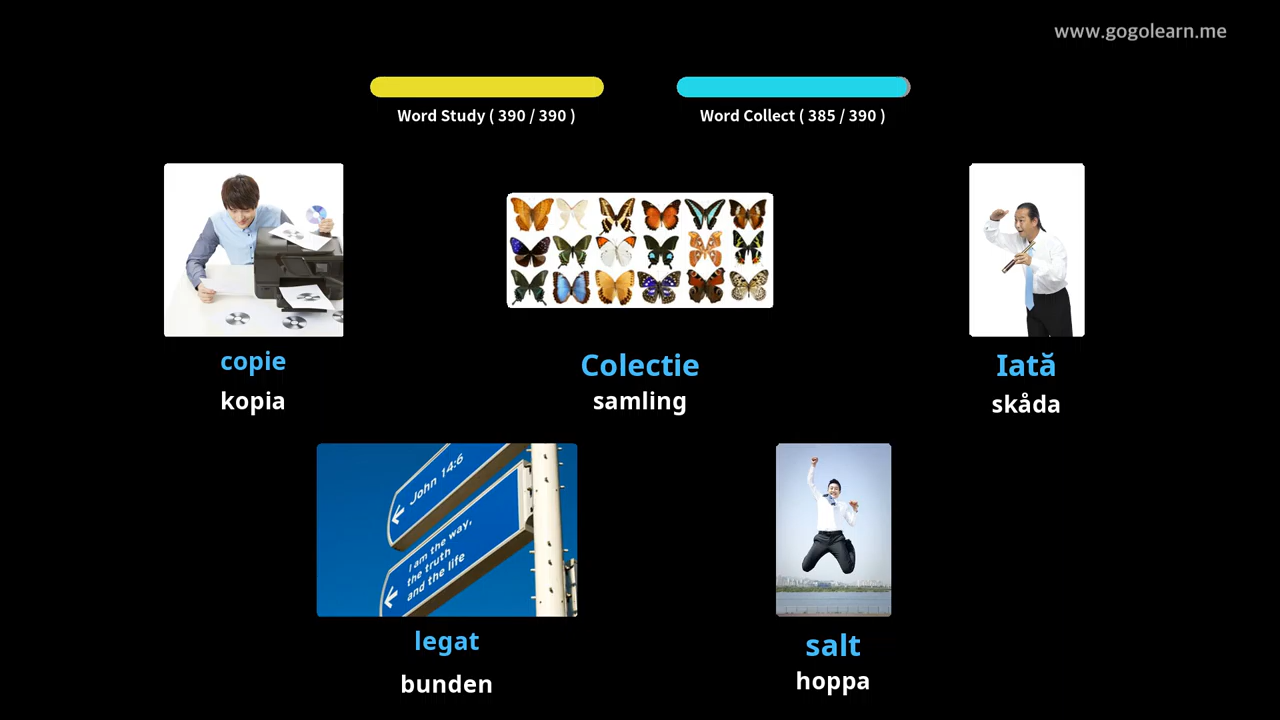 www.gogolearn.me
Word Study ( 390 / 390 )
Word Collect ( 385 / 390 )
copie
kopia
Colectie
samling
Iată
skåda
John 14:6
I am the way,
the truth
and the life
legat
bunden
salt
hoppa